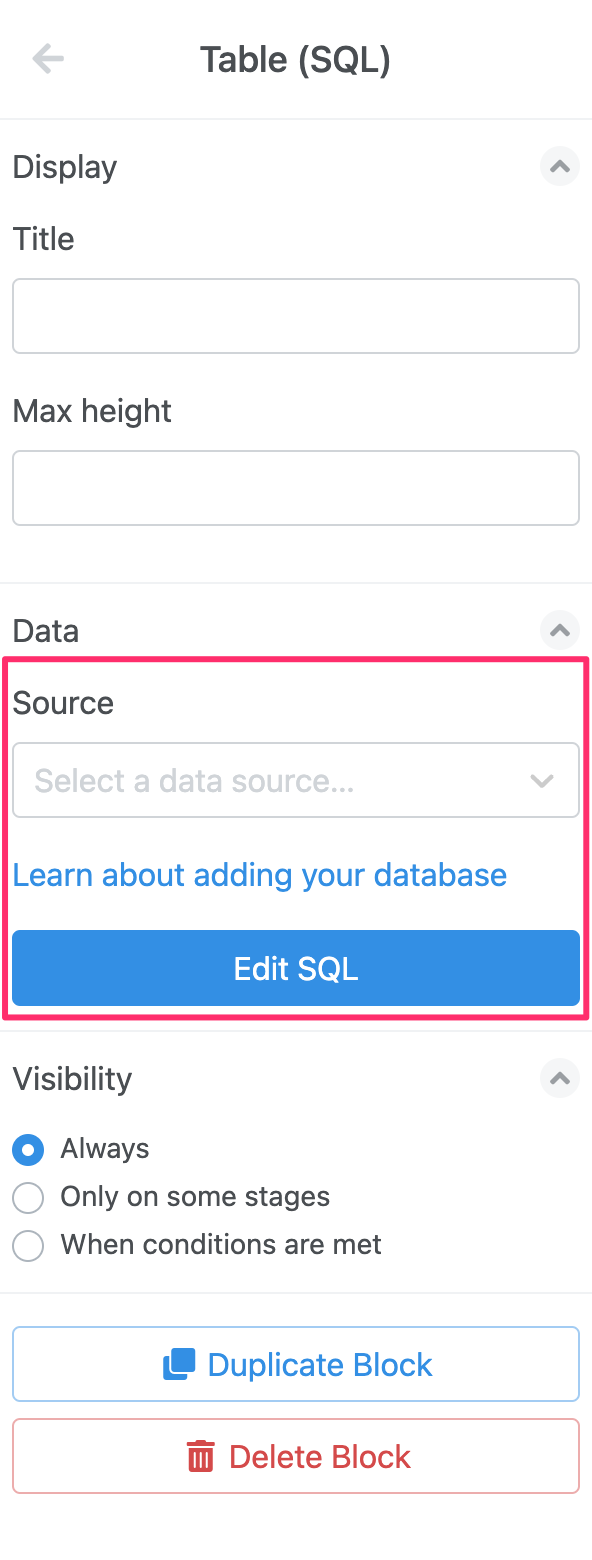 Table (SQL)
Display
Title
Max height
Data
Source
Select a data source...
Learn about adding your database
Edit SQL
Visibility
Always
Only on some stages
When conditions are met
Duplicate Block
Delete Block